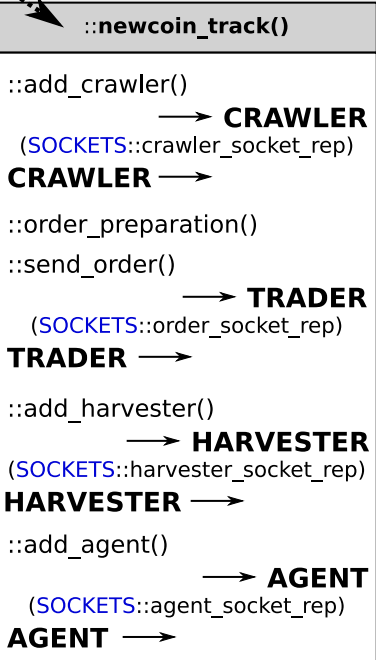 ::newcoin_track()
::add_crawler()
CRAWLER
(SOCKETS::crawler_socket_rep)
CRAWLER
::order_preparation()
::send_order()
TRADER
(SOCKETS::order_socket_rep)
TRADER
::add_harvester()
HARVESTER
(SOCKETS::harvester_socket_rep)
HARVESTER
::add_agent()
AGENT
(SOCKETS::agent_socket_rep)
AGENT